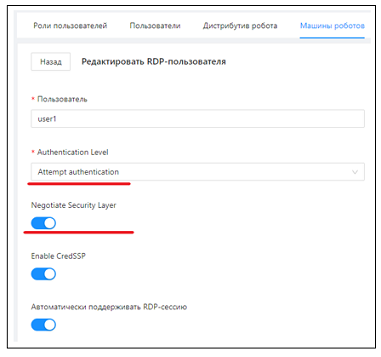 Роли пользователей Пользователи Дистрибутив робота Машины роботов
Назад Редактировать RDP-пользователя
* Пользователь
user1
* Authentication Level
Attempt authentication
Negotiate Security Layer
Enable CredSSP
Автоматически поддерживать RDP-сессию